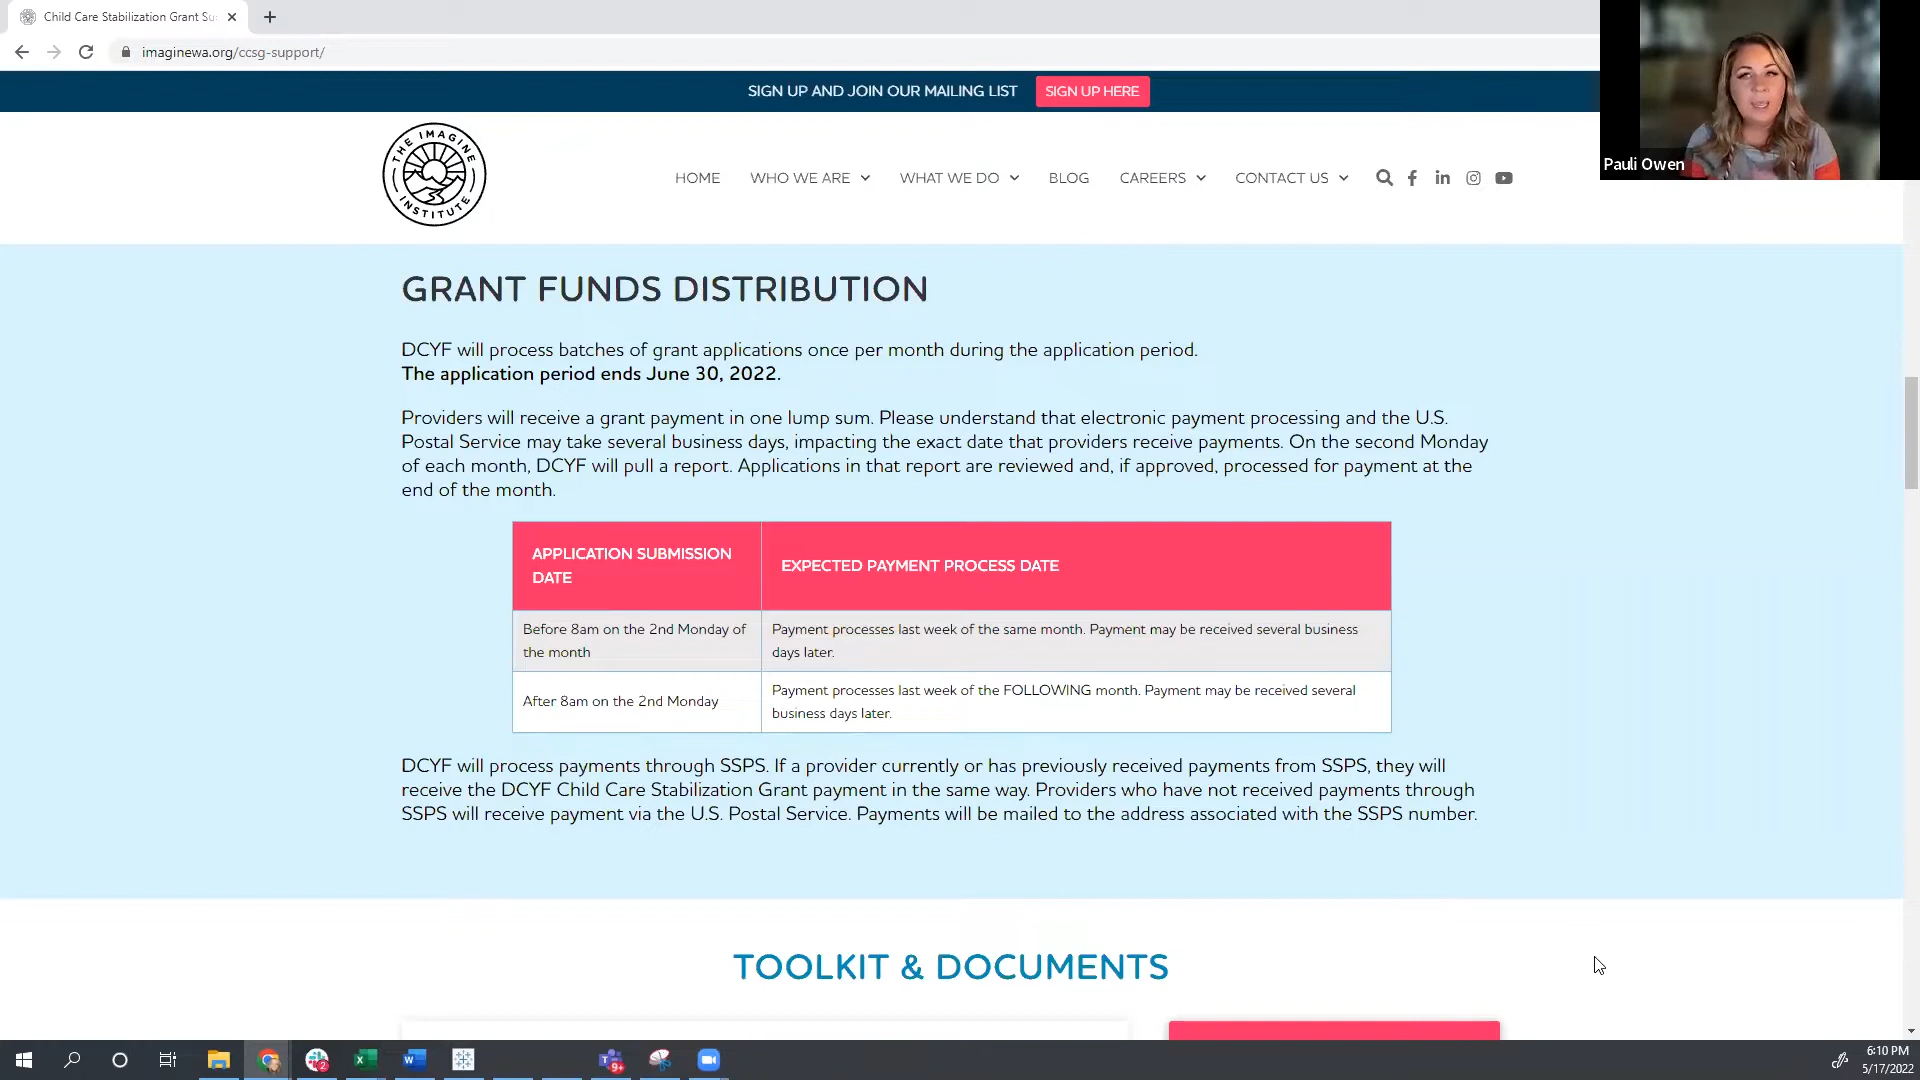 Child Care Stabilization Grant Su
imaginewa.org/ccsg-support/
SIGN UP AND JOIN OUR MAILING LIST
SIGN UP HERE
Pauli Owen
THE IMAGINE
INSTITUTE
HOME
WHO WE ARE
WHAT WE DO
BLOG
CAREERS
CONTACT US
GRANT FUNDS DISTRIBUTION
DCYF will process batches of grant applications once per month during the application period.
The application period ends June 30, 2022.
Providers will receive a grant payment in one lump sum. Please understand that electronic payment processing and the U.S.
Postal Service may take several business days, impacting the exact date that providers receive payments. On the second Monday
of each month, DCYF will pull a report. Applications in that report are reviewed and, if approved, processed for payment at the
end of the month.
APPLICATION SUBMISSION
DATE
EXPECTED PAYMENT PROCESS DATE
Before 8am on the 2nd Monday of
the month
Payment processes last week of the same month. Payment may be received several business
days later.
After 8am on the 2nd Monday
Payment processes last week of the FOLLOWING month. Payment may be received several
business days later.
DCYF will process payments through SSPS. If a provider currently or has previously received payments from SSPS, they will
receive the DCYF Child Care Stabilization Grant payment in the same way. Providers who have not received payments through
SSPS will receive payment via the U.S. Postal Service. Payments will be mailed to the address associated with the SSPS number.
TOOLKIT & DOCUMENTS
6:10 PM
5/17/2022